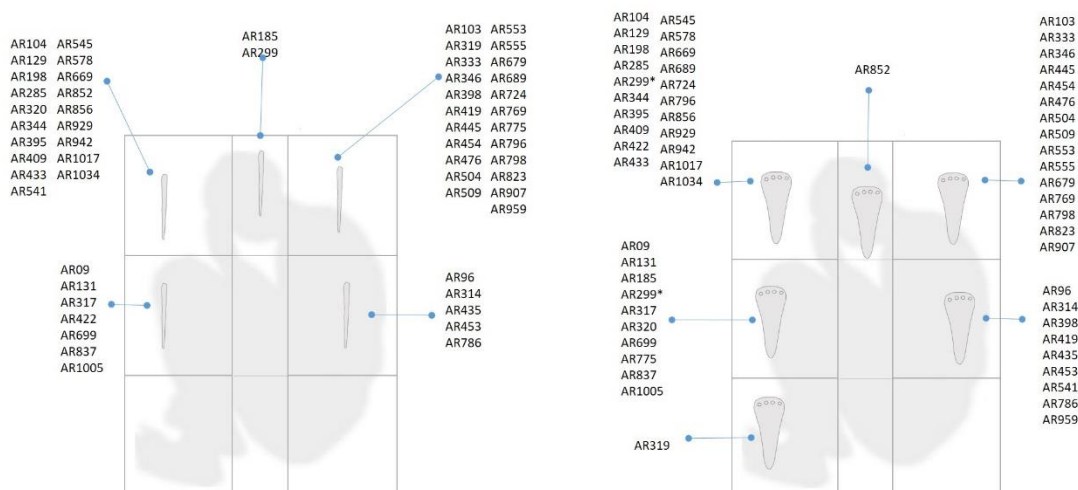 AR104 AR545
AR129 AR578
AR198 AR669
AR285 AR852
AR320 AR856
AR344 AR929
AR395 AR942
AR409 AR1017
AR433 AR1034
AR541
AR185
AR299
AR103 AR553
AR319 AR555
AR333 AR679
AR346 AR689
AR398 AR724
AR419 AR769
AR445 AR775
AR454 AR796
AR476 AR798
AR504 AR823
AR509 AR907
AR959
AR09
AR131
AR317
AR422
AR699
AR837
AR1005
AR96
AR314
AR435
AR453
AR786
AR104 AR545
AR129 AR578
AR198 AR669
AR285 AR689
AR299* AR724
AR344 AR796
AR395 AR856
AR409 AR929
AR422 AR942
AR433 AR1017
AR1034
AR852
AR103
AR333
AR346
AR445
AR454
AR476
AR504
AR509
AR553
AR555
AR679
AR769
AR798
AR823
AR907
AR09
AR131
AR185
AR299*
AR317
AR320
AR699
AR775
AR837
AR1005
AR96
AR314
AR398
AR419
AR435
AR453
AR541
AR786
AR959
AR319